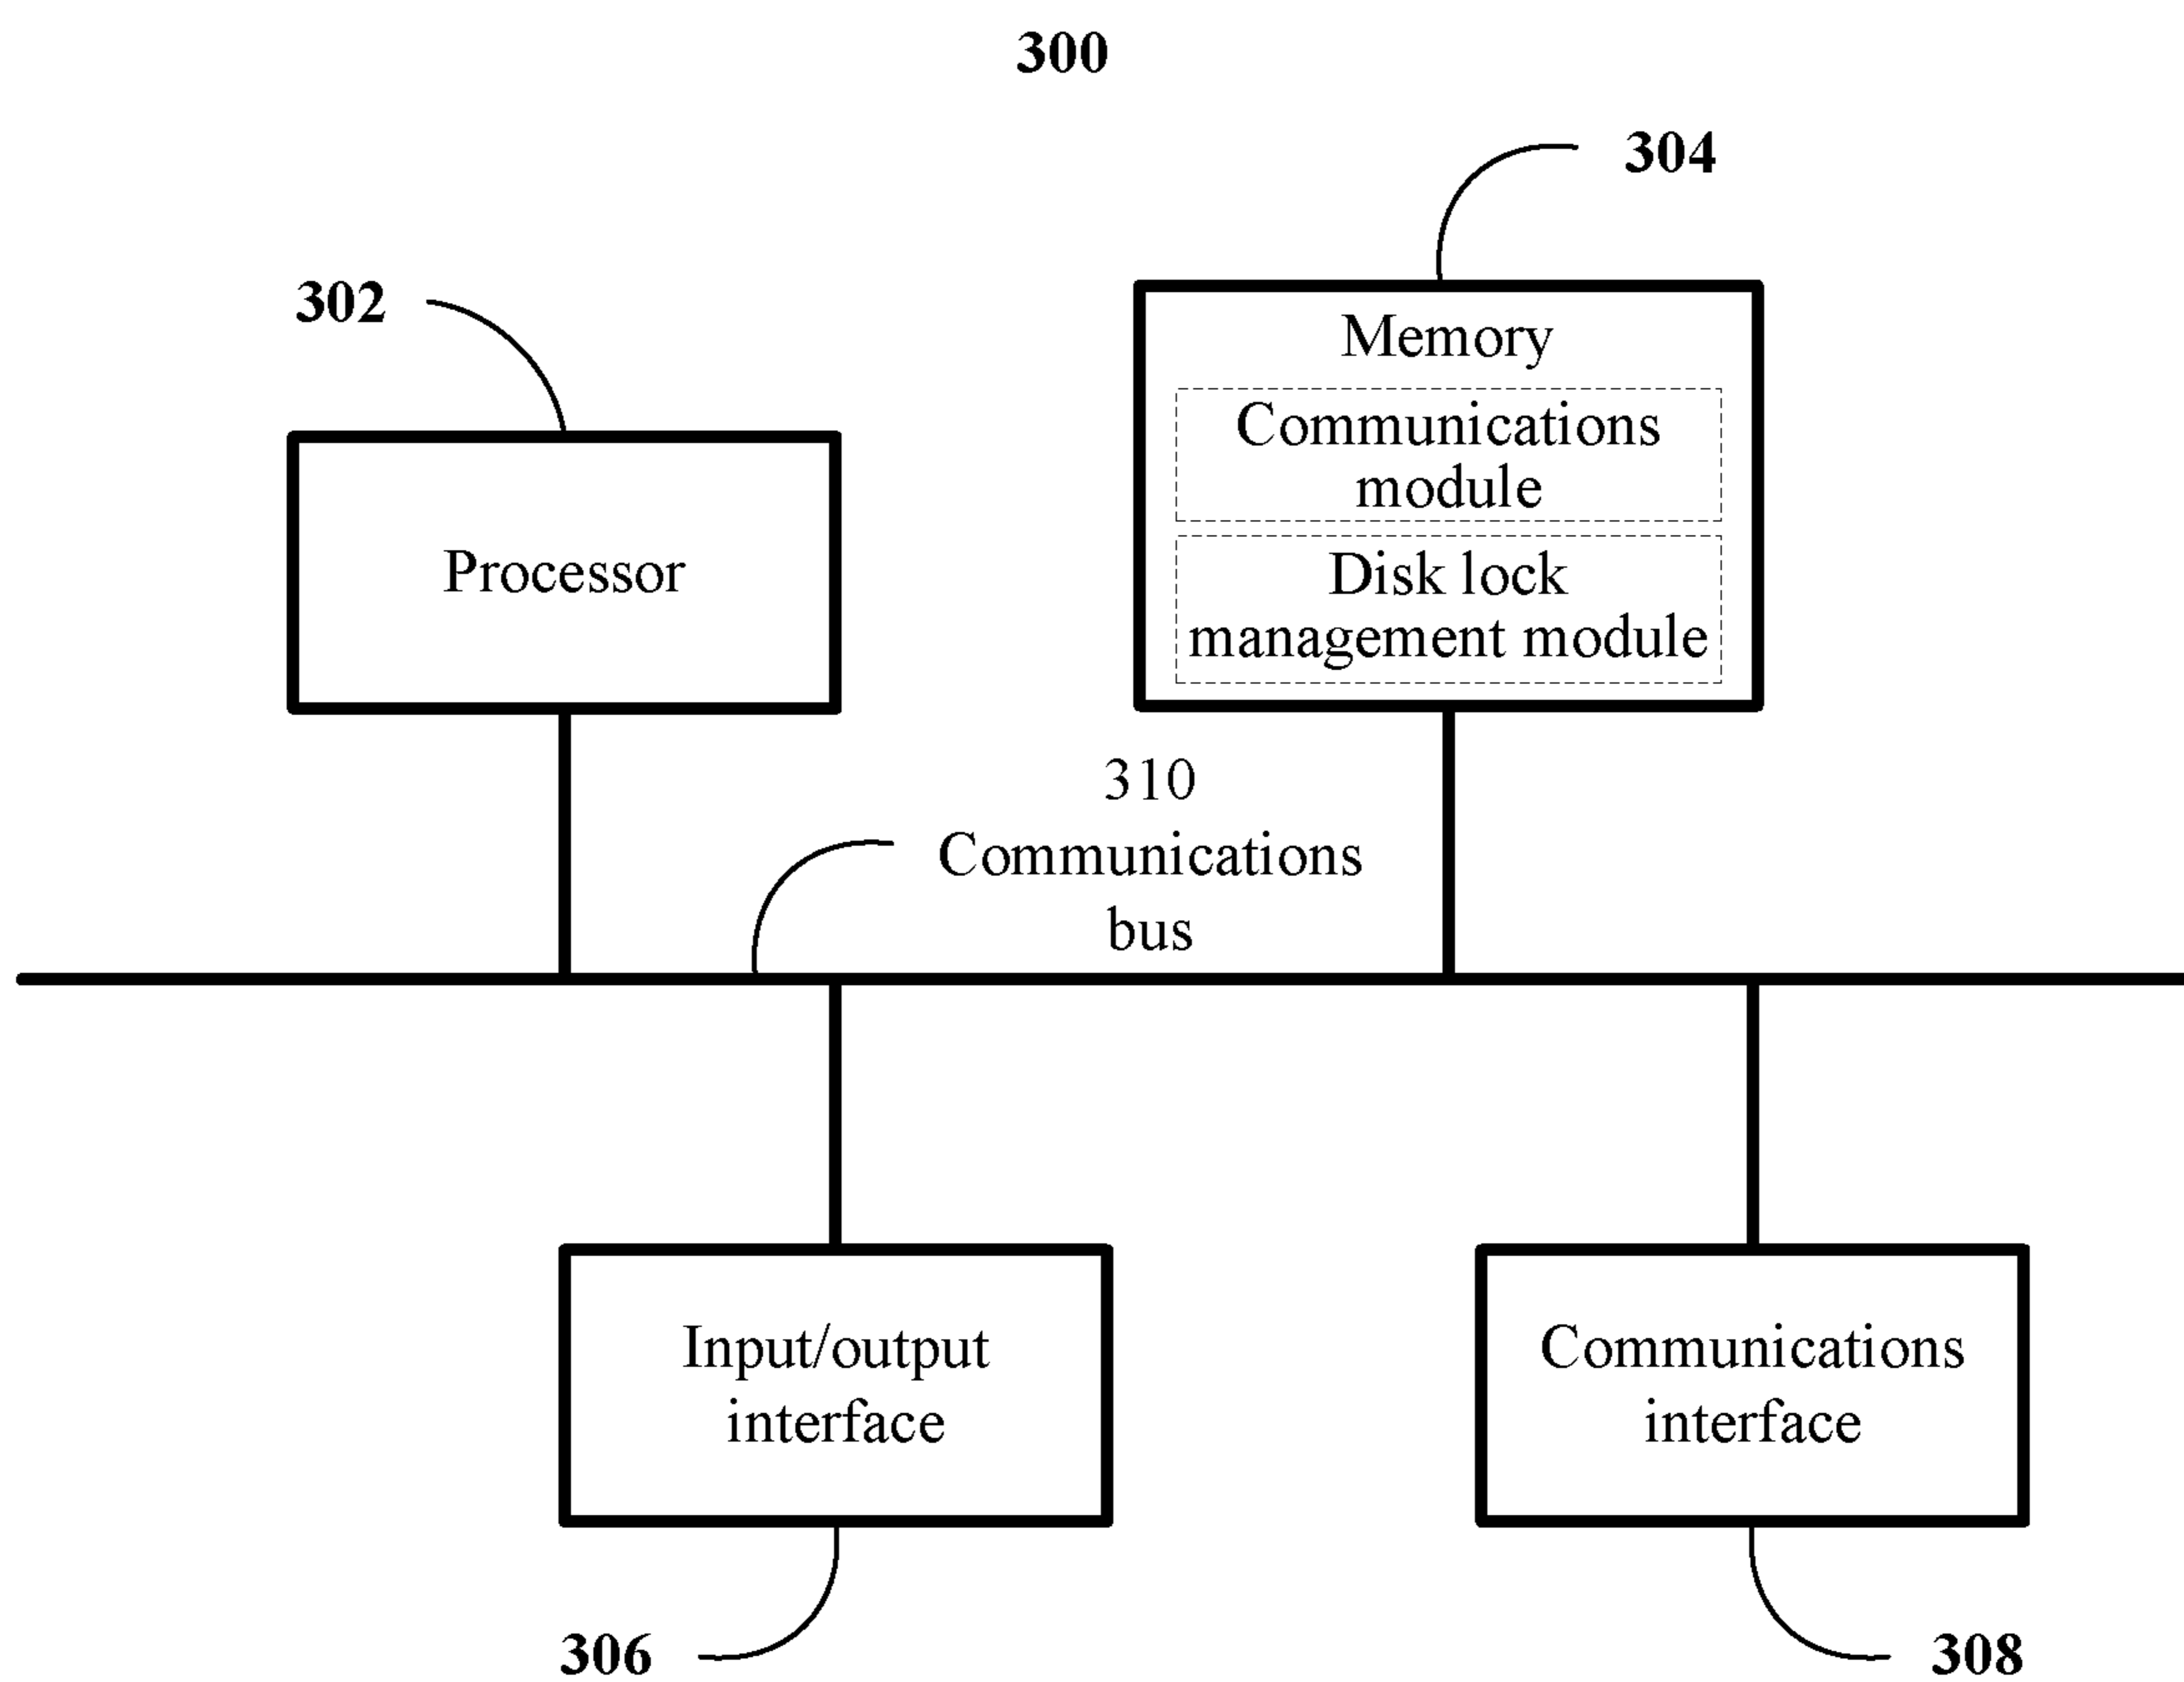 300
304
302
Memory
Communications
module
Processor
Disk lock
management module
310
Communications
bus
Input/output
interface
Communications
interface
306
308